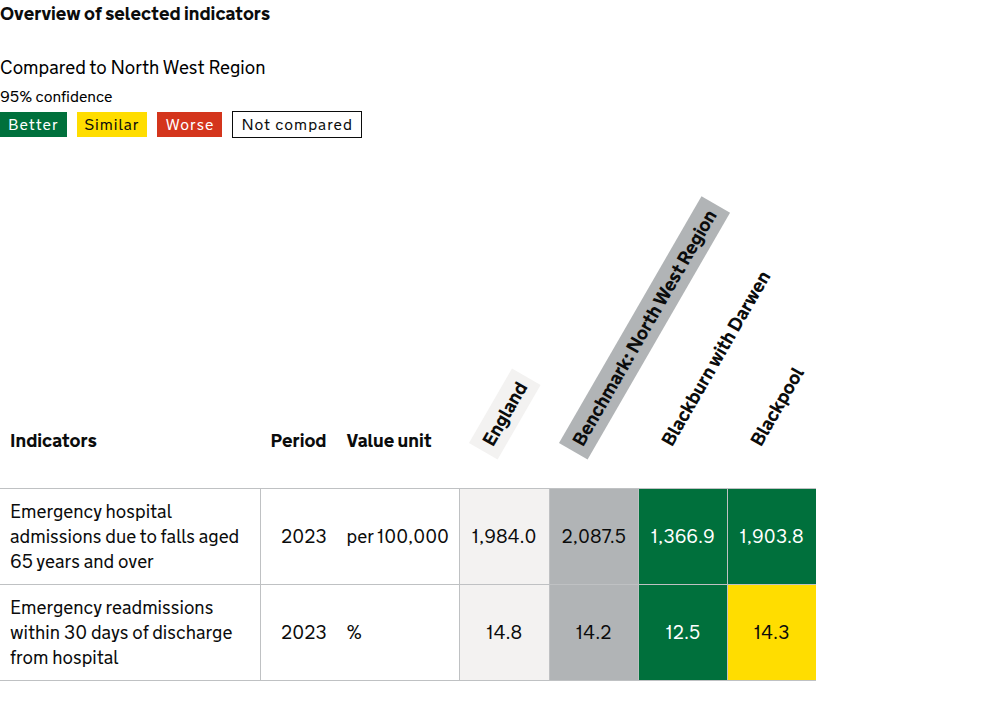 Overview of selected indicators
Compared to North West Region
95% confidence
Better Similar Worse Not compared
Indicators Period Value unit England Benchmark: North West Region Blackburn with Darwen Blackpool
Emergency hospital
admissions due to falls aged
65 years and over
2023 per 100,000 1,984.0 2,087.5 1,366.9 1,903.8
Emergency readmissions
within 30 days of discharge
from hospital
2023 % 14.8 14.2 12.5 14.3